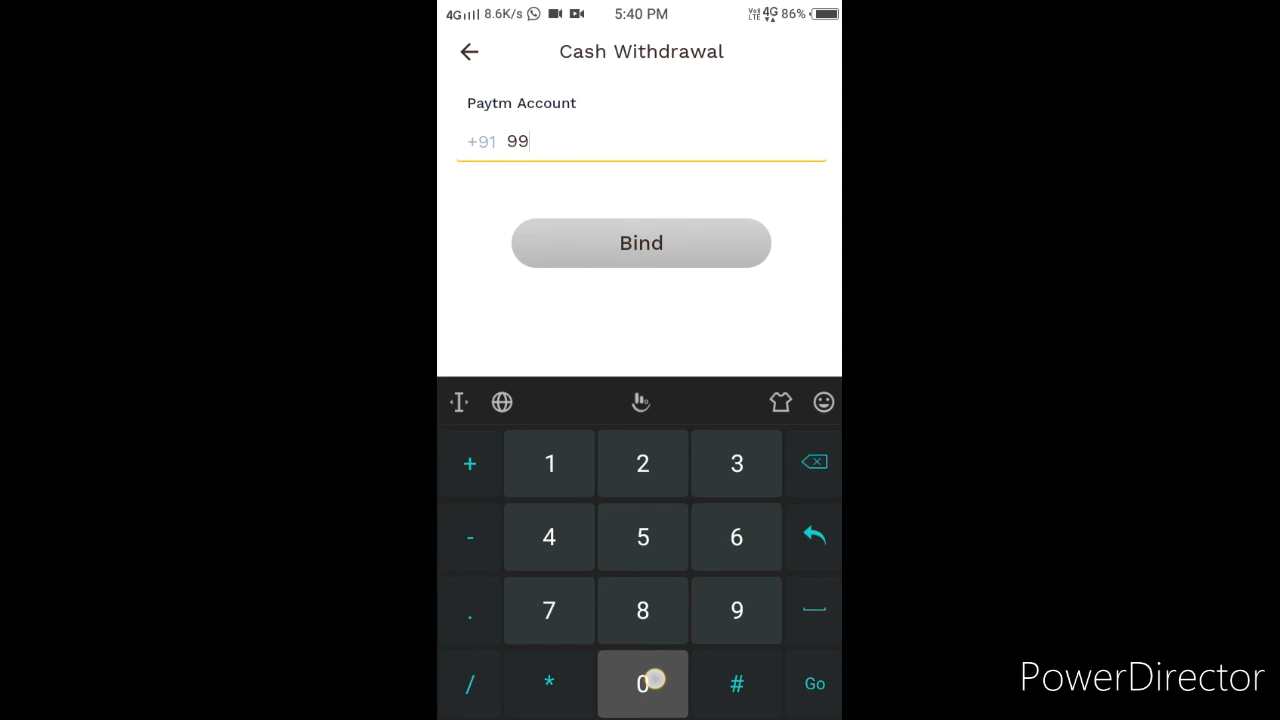 4G 8.6K/s 5:40 PM VoLTE 4G 86%
Cash Withdrawal
Paytm Account
+91 99
Bind
+ 1 2 3
- 4 5 6
. 7 8 9
/ * 0 # Go
PowerDirector